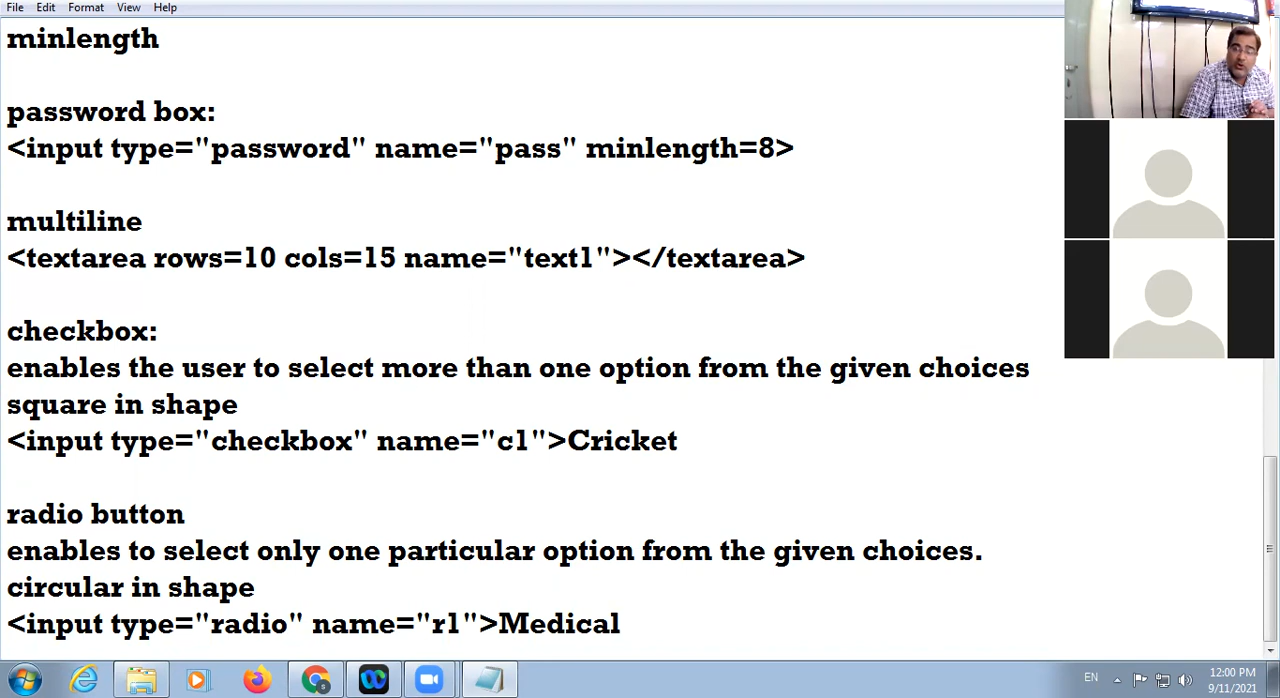 File Edit Format View Help
minlength
password box:
<input type="password" name="pass" minlength=8>
multiline
<textarea rows=10 cols=15 name="text1"></textarea>
checkbox:
enables the user to select more than one option from the given choices
square in shape
<input type="checkbox" name="c1">Cricket
radio button
enables to select only one particular option from the given choices.
circular in shape
<input type="radio" name="r1">Medical
EN
12:00 PM
9/11/2021